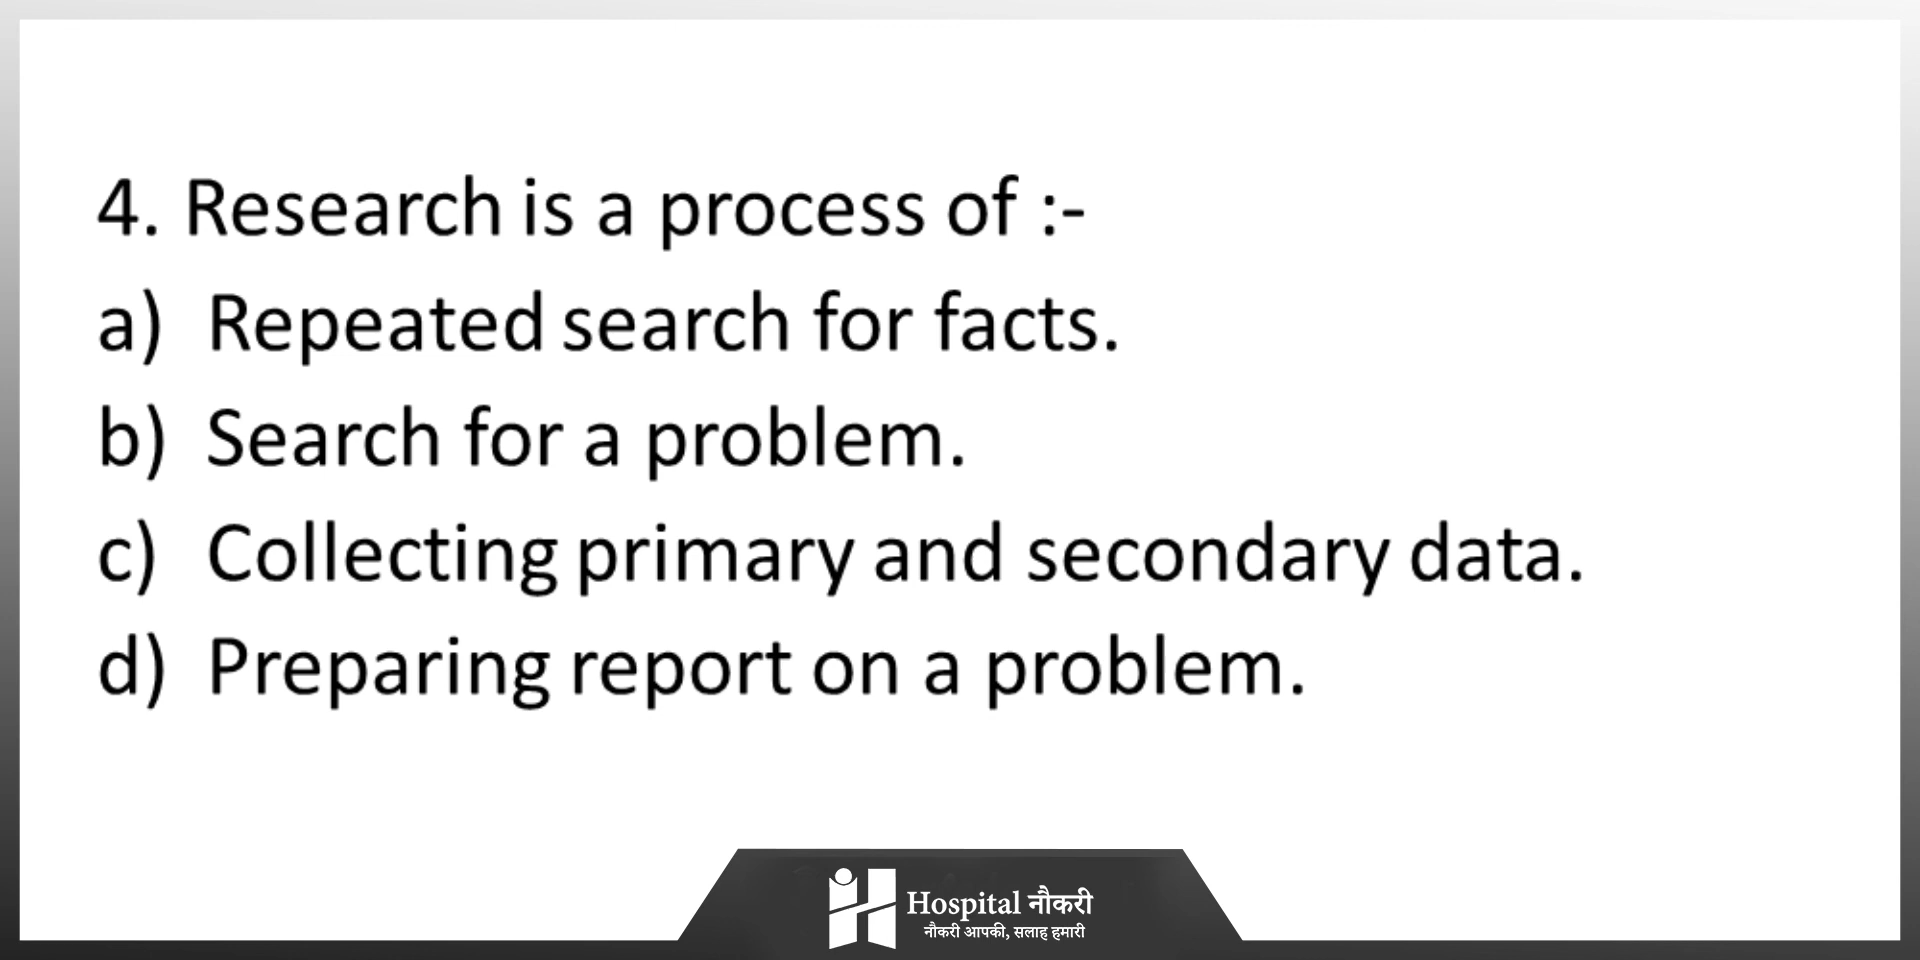 4. Research is a process of :-
a) Repeated search for facts.
b) Search for a problem.
c) Collecting primary and secondary data.
d) Preparing report on a problem.
Hospital नौकरी
नौकरी आपकी, सलाह हमारी